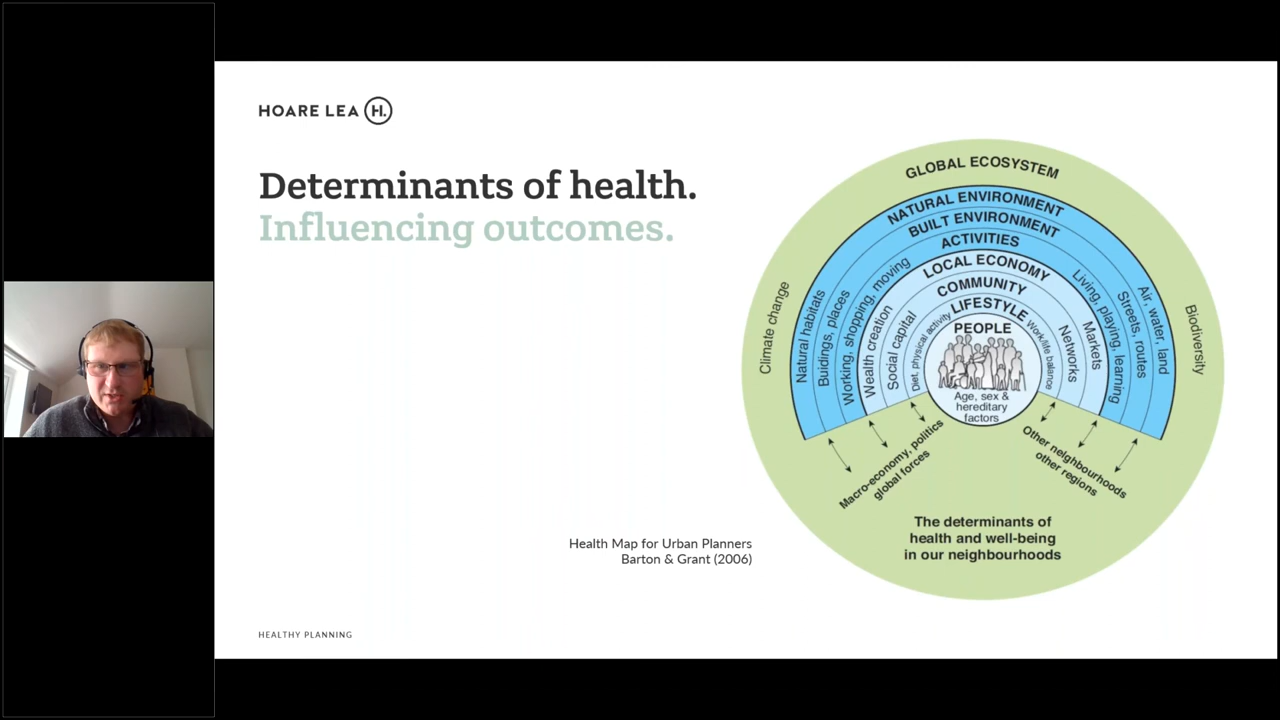 HOARE LEA H.
Determinants of health.
Influencing outcomes.
GLOBAL ECOSYSTEM
NATURAL ENVIRONMENT
BUILT ENVIRONMENT
ACTIVITIES
LOCAL ECONOMY
COMMUNITY
LIFESTYLE
PEOPLE
Age, sex &
hereditary
factors
Climate change
Natural habitats
Buidings, places
Working, shopping, moving
Wealth creation
Social capital
Diet, physical activity
Work/life balance
Networks
Markets
Living, playing, learning
Streets, routes
Air, water, land
Biodiversity
Macro-economy, politics
global forces
Other neighbourhoods
other regions
The determinants of
health and well-being
in our neighbourhoods
Health Map for Urban Planners
Barton & Grant (2006)
HEALTHY PLANNING